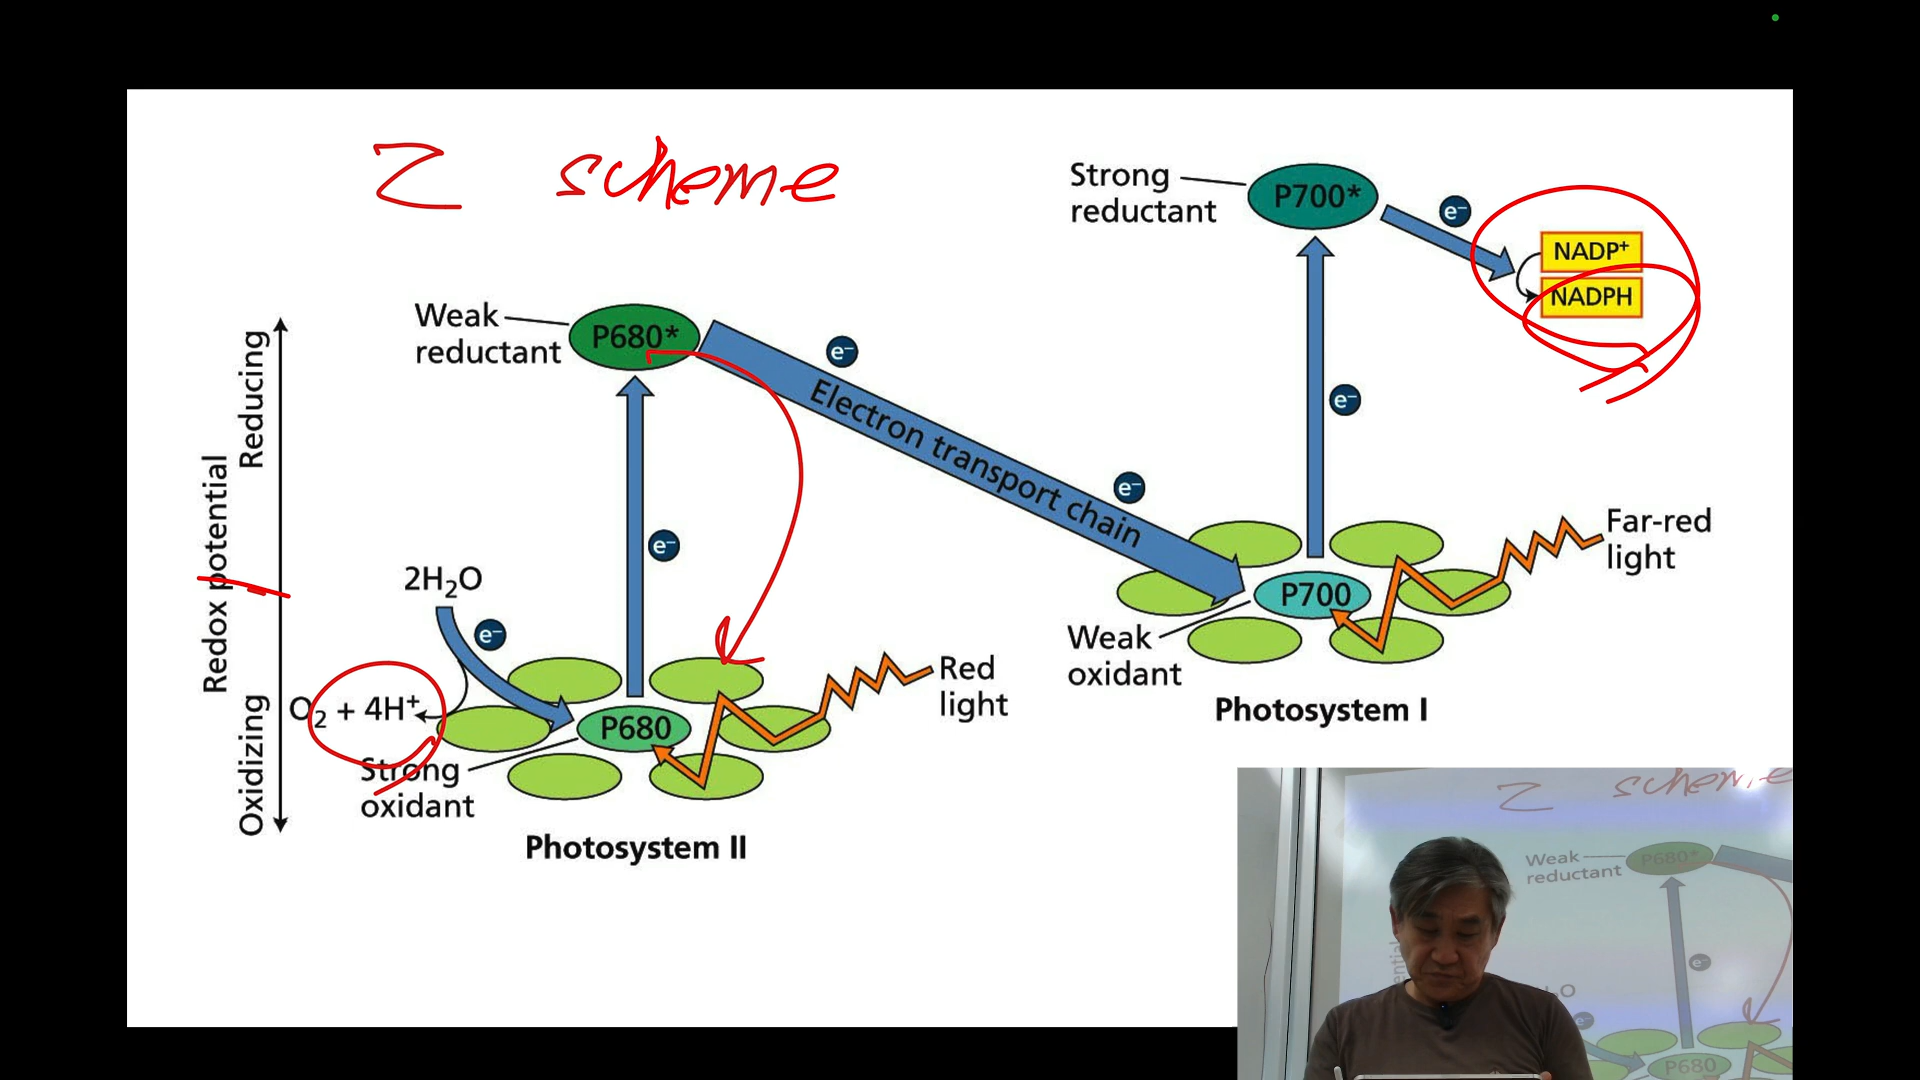 Z scheme
Strong
reductant
P700*
e⁻
NADP⁺
NADPH
Weak
reductant
P680*
e⁻
Electron transport chain
e⁻
e⁻
e⁻
Redox potential
Reducing
Oxidizing
2H₂O
e⁻
O₂ + 4H⁺
P680
Strong
oxidant
Red
light
Photosystem II
Far-red
light
P700
Weak
oxidant
Photosystem I
Z scheme
Weak
reductant
P680*
e⁻
e⁻
P680